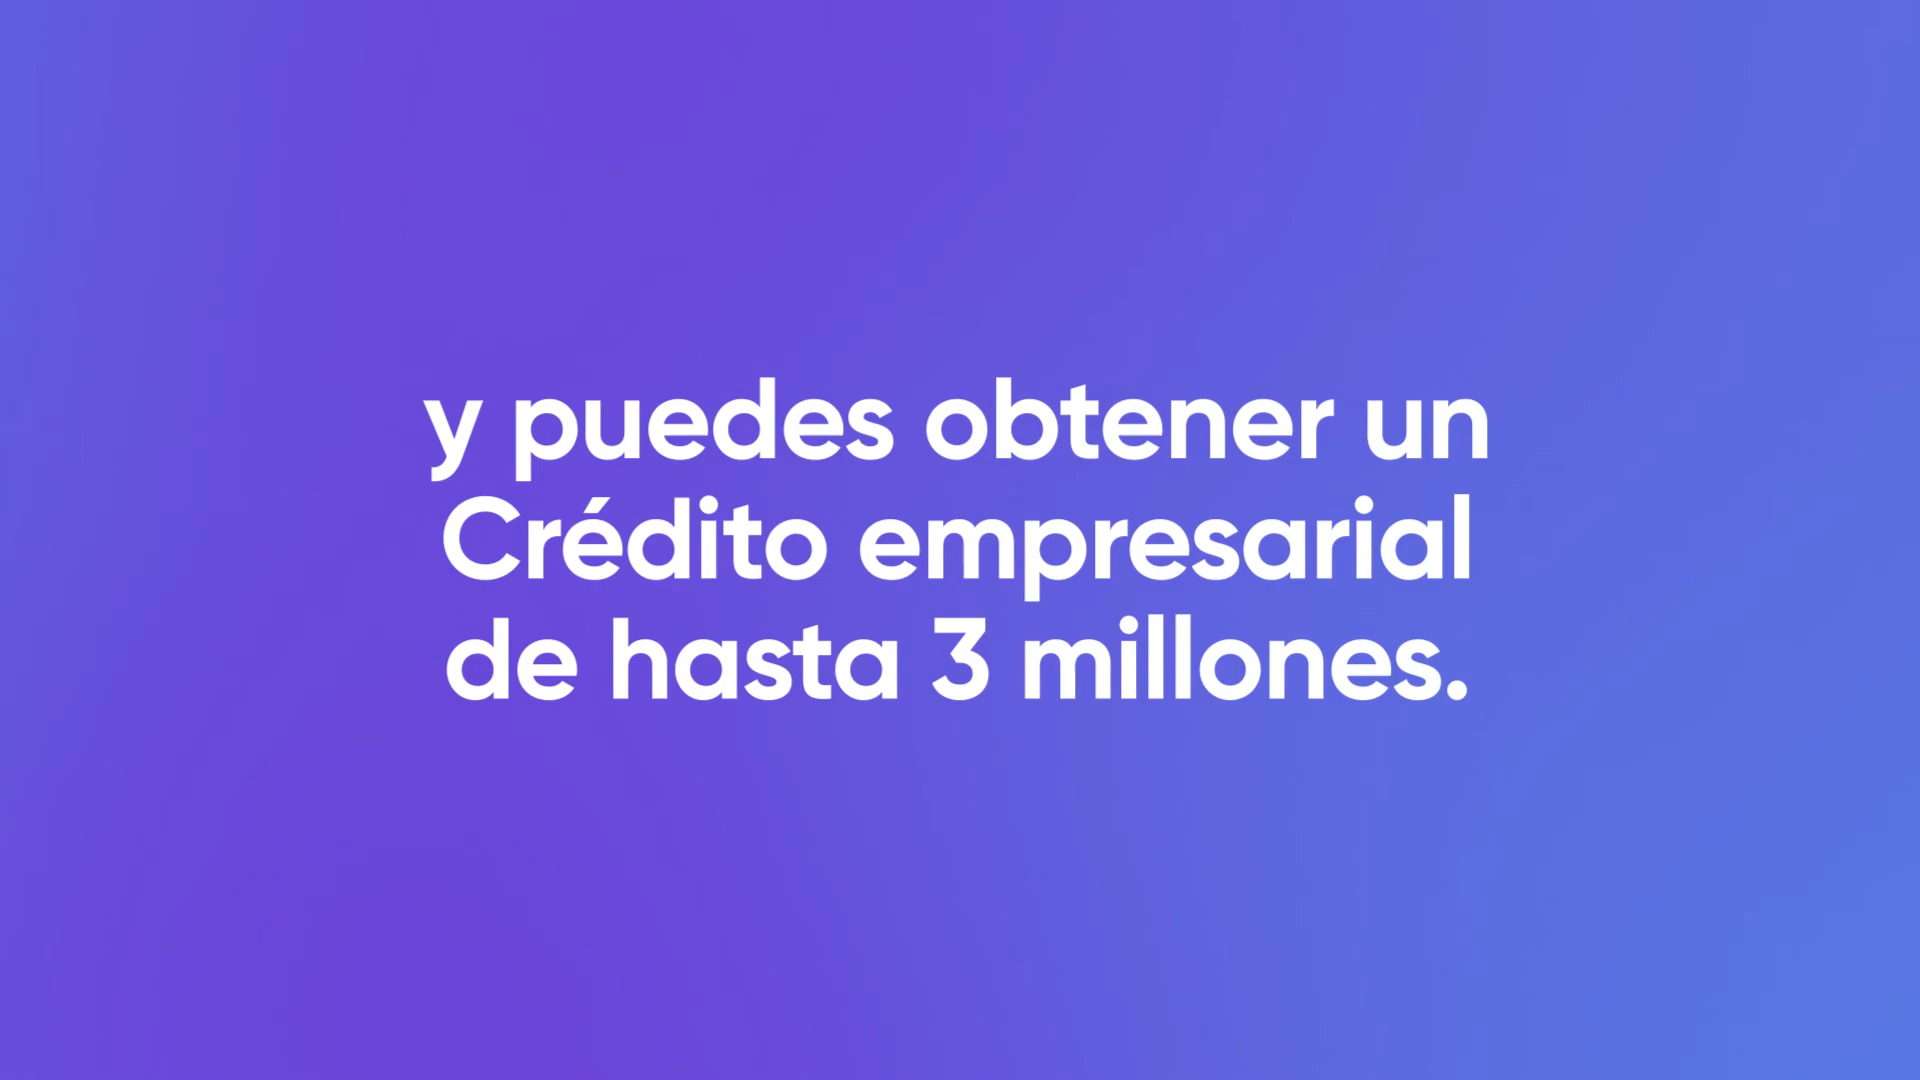 y puedes obtener un
Crédito empresarial
de hasta 3 millones.